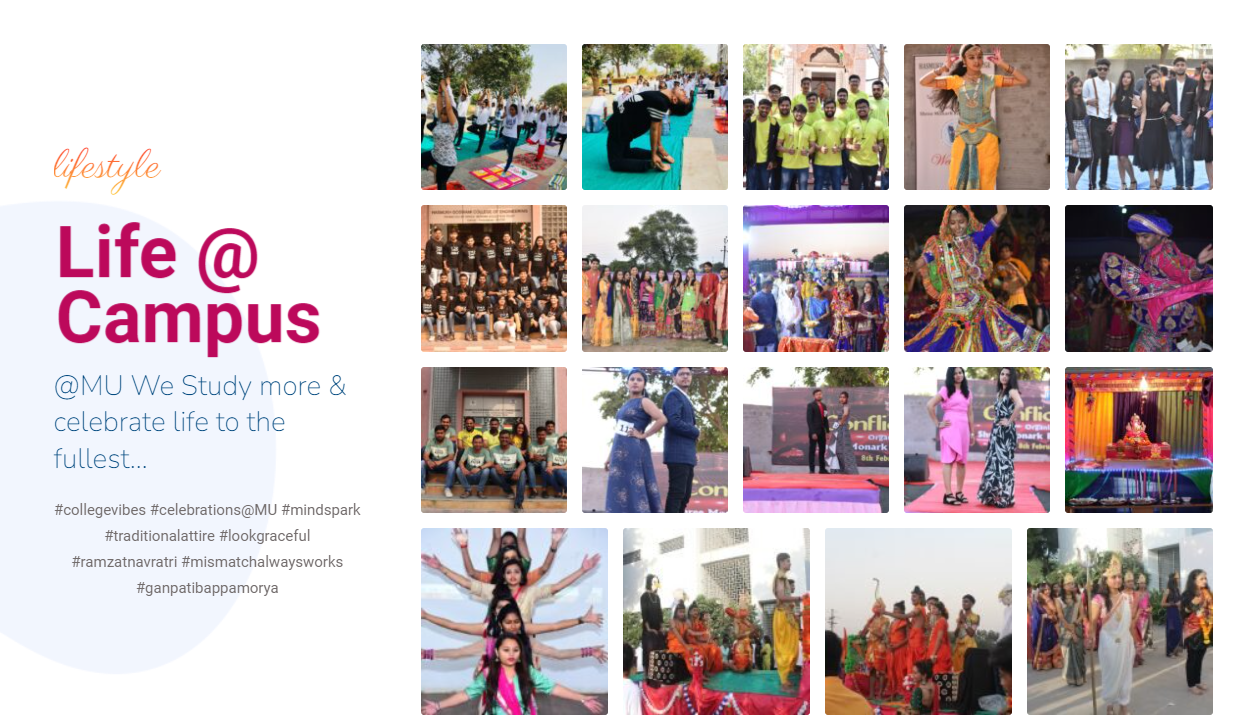 lifestyle
Life @
Campus
@MU We Study more &
celebrate life to the
fullest...
#collegevibes #celebrations@MU #mindspark
#traditionalattire #lookgraceful
#ramzatnavratri #mismatchalwaysworks
#ganpatibappamorya
11